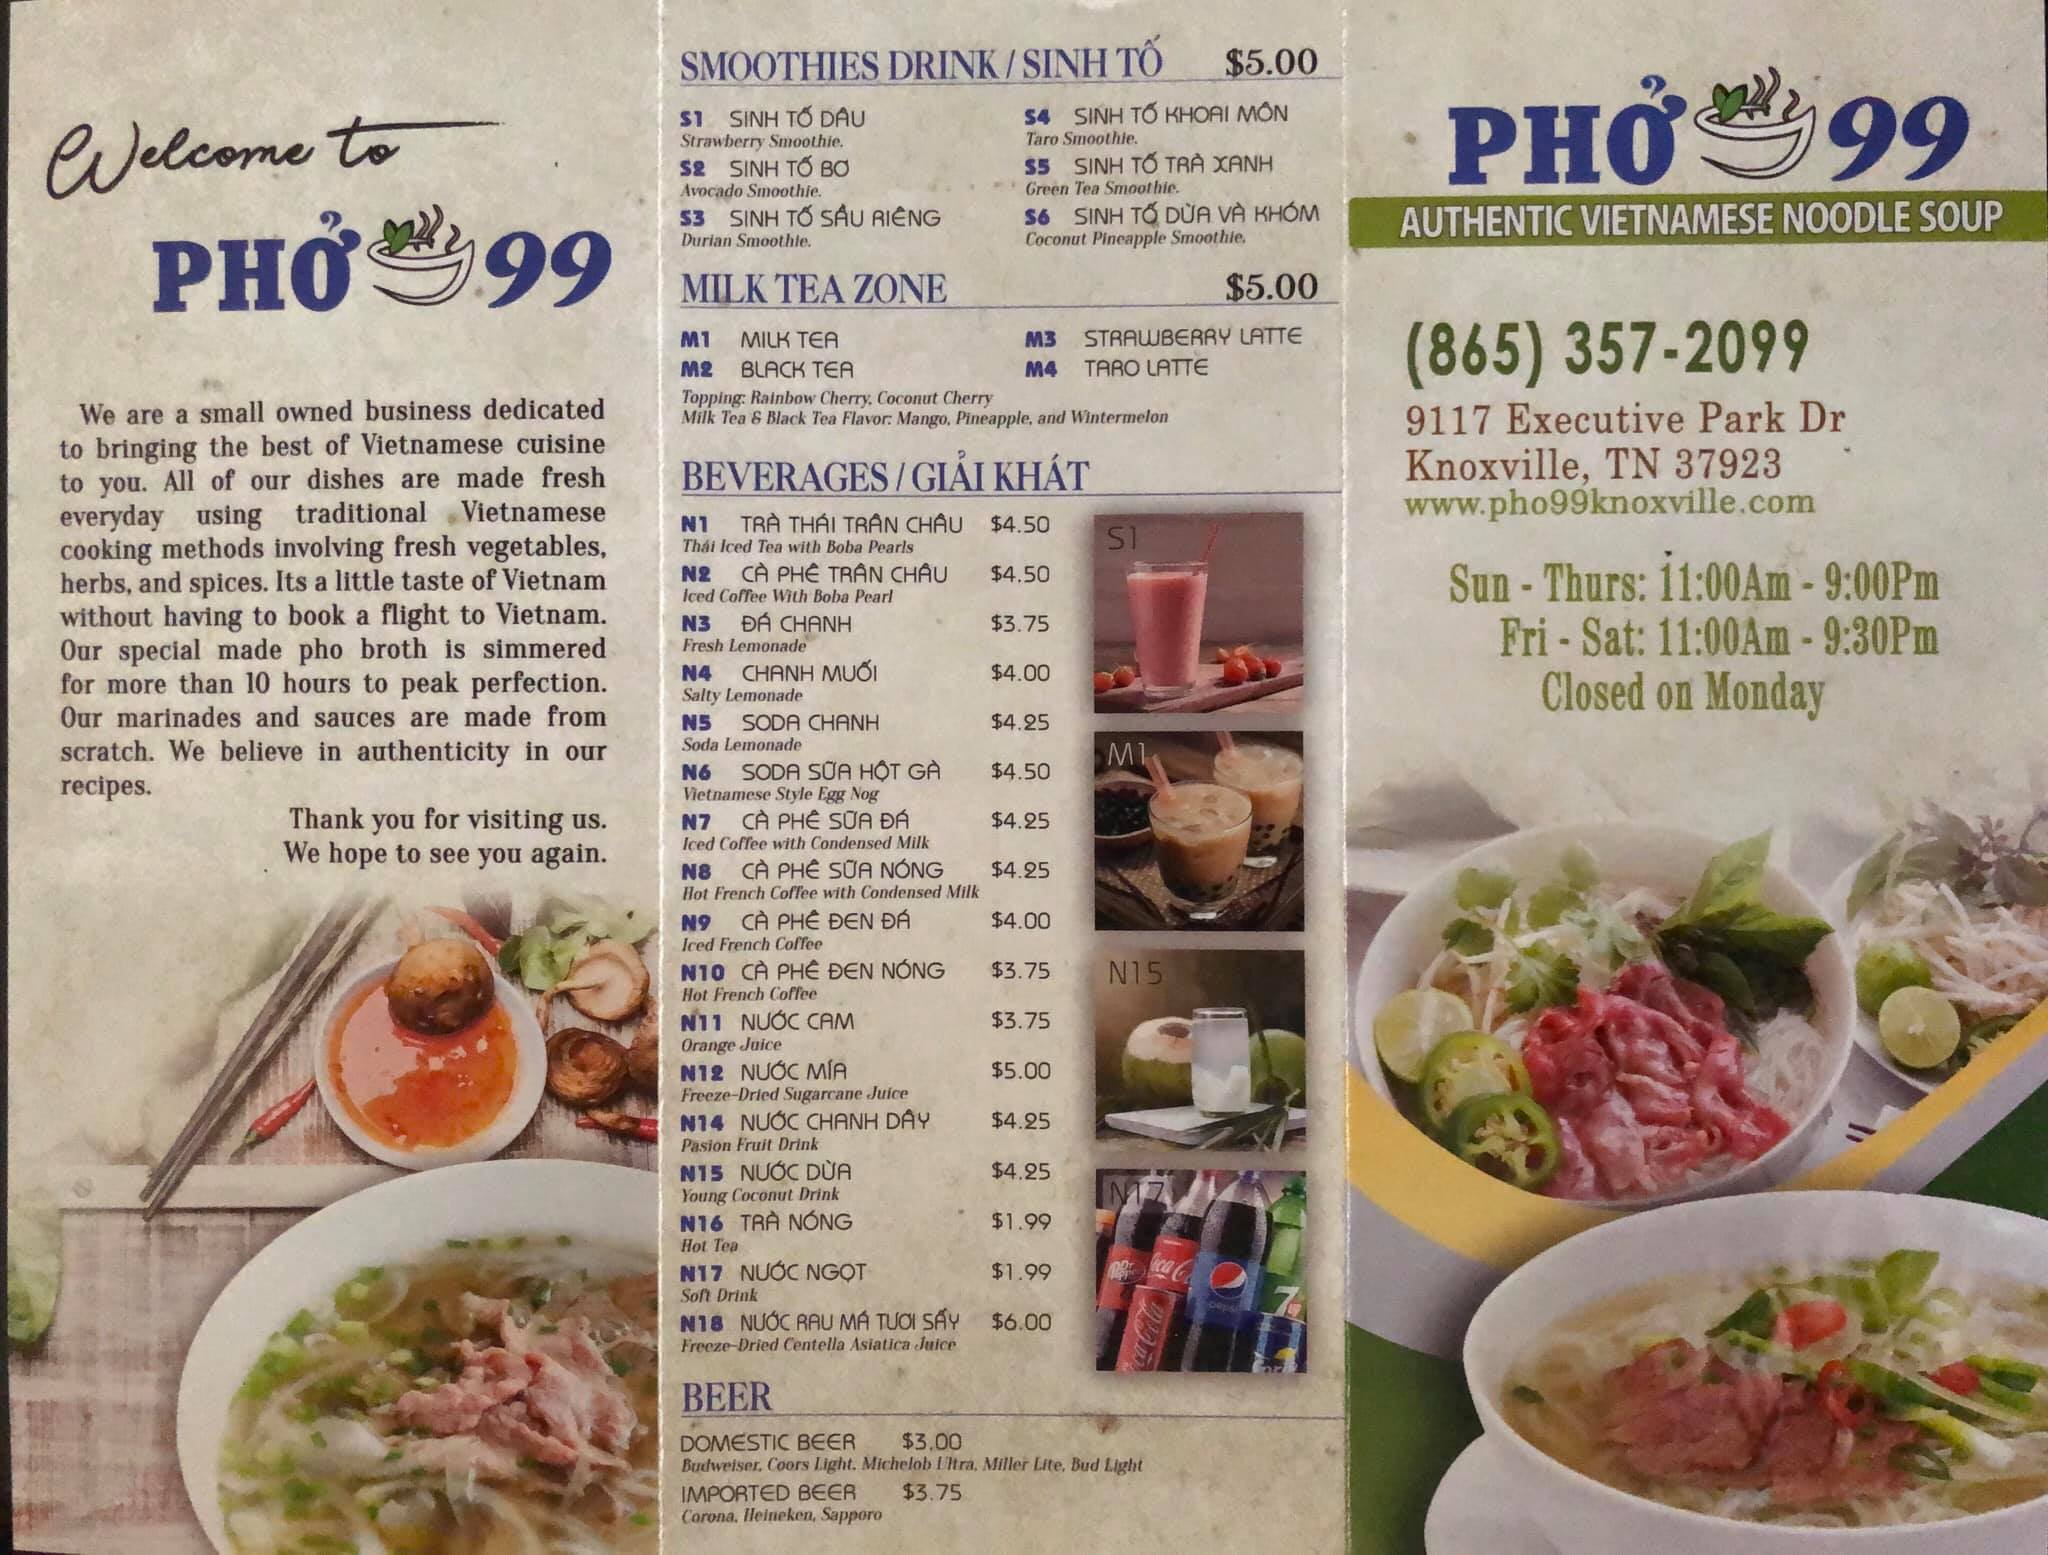 Welcome to
PHỞ 99
We are a small owned business dedicated
to bringing the best of Vietnamese cuisine
to you. All of our dishes are made fresh
everyday using traditional Vietnamese
cooking methods involving fresh vegetables,
herbs, and spices. Its a little taste of Vietnam
without having to book a flight to Vietnam.
Our special made pho broth is simmered
for more than 10 hours to peak perfection.
Our marinades and sauces are made from
scratch. We believe in authenticity in our
recipes.
Thank you for visiting us.
We hope to see you again.
SMOOTHIES DRINK / SINH TỐ $5.00
S1 SINH TỐ DÂU
Strawberry Smoothie.
S2 SINH TỐ BƠ
Avocado Smoothie.
S3 SINH TỐ SẦU RIÊNG
Durian Smoothie.
S4 SINH TỐ KHOAI MÔN
Taro Smoothie.
S5 SINH TỐ TRÀ XANH
Green Tea Smoothie.
S6 SINH TỐ DỪA VÀ KHÓM
Coconut Pineapple Smoothie.
MILK TEA ZONE $5.00
M1 MILK TEA
M2 BLACK TEA
M3 STRAWBERRY LATTE
M4 TARO LATTE
Topping: Rainbow Cherry, Coconut Cherry
Milk Tea & Black Tea Flavor: Mango, Pineapple, and Wintermelon
BEVERAGES / GIẢI KHÁT
N1 TRÀ THÁI TRÂN CHÂU $4.50
Thái Iced Tea with Boba Pearls
N2 CÀ PHÊ TRÂN CHÂU $4.50
Iced Coffee With Boba Pearl
N3 ĐÁ CHANH $3.75
Fresh Lemonade
N4 CHANH MUỐI $4.00
Salty Lemonade
N5 SODA CHANH $4.25
Soda Lemonade
N6 SODA SỮA HỘT GÀ $4.50
Vietnamese Style Egg Nog
N7 CÀ PHÊ SỮA ĐÁ $4.25
Iced Coffee with Condensed Milk
N8 CÀ PHÊ SỮA NÓNG $4.25
Hot French Coffee with Condensed Milk
N9 CÀ PHÊ ĐEN ĐÁ $4.00
Iced French Coffee
N10 CÀ PHÊ ĐEN NÓNG $3.75
Hot French Coffee
N11 NƯỚC CAM $3.75
Orange Juice
N12 NƯỚC MÍA $5.00
Freeze-Dried Sugarcane Juice
N14 NƯỚC CHANH DÂY $4.25
Pasion Fruit Drink
N15 NƯỚC DỪA $4.25
Young Coconut Drink
N16 TRÀ NÓNG $1.99
Hot Tea
N17 NƯỚC NGỌT $1.99
Soft Drink
N18 NƯỚC RAU MÁ TƯƠI SẤY $6.00
Freeze-Dried Centella Asiatica Juice
S1
M1
N15
N17
Coca-Cola
pepsi
7
BEER
DOMESTIC BEER $3.00
Budweiser, Coors Light, Michelob Ultra, Miller Lite, Bud Light
IMPORTED BEER $3.75
Corona, Heineken, Sapporo
PHỞ 99
AUTHENTIC VIETNAMESE NOODLE SOUP
(865) 357-2099
9117 Executive Park Dr
Knoxville, TN 37923
www.pho99knoxville.com
Sun - Thurs: 11:00Am - 9:00Pm
Fri - Sat: 11:00Am - 9:30Pm
Closed on Monday